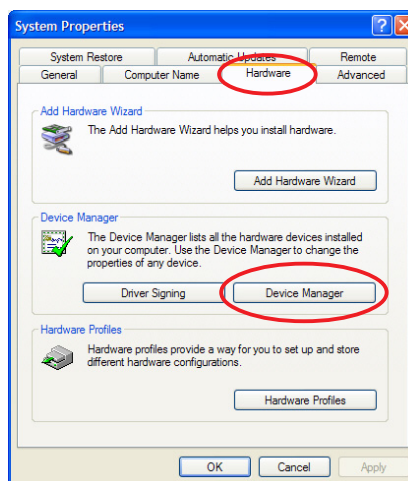 System Properties
System Restore Automatic Updates Remote
General Computer Name Hardware Advanced
Add Hardware Wizard
The Add Hardware Wizard helps you install hardware.
Add Hardware Wizard
Device Manager
The Device Manager lists all the hardware devices installed
on your computer. Use the Device Manager to change the
properties of any device.
Driver Signing Device Manager
Hardware Profiles
Hardware profiles provide a way for you to set up and store
different hardware configurations.
Hardware Profiles
OK Cancel Apply